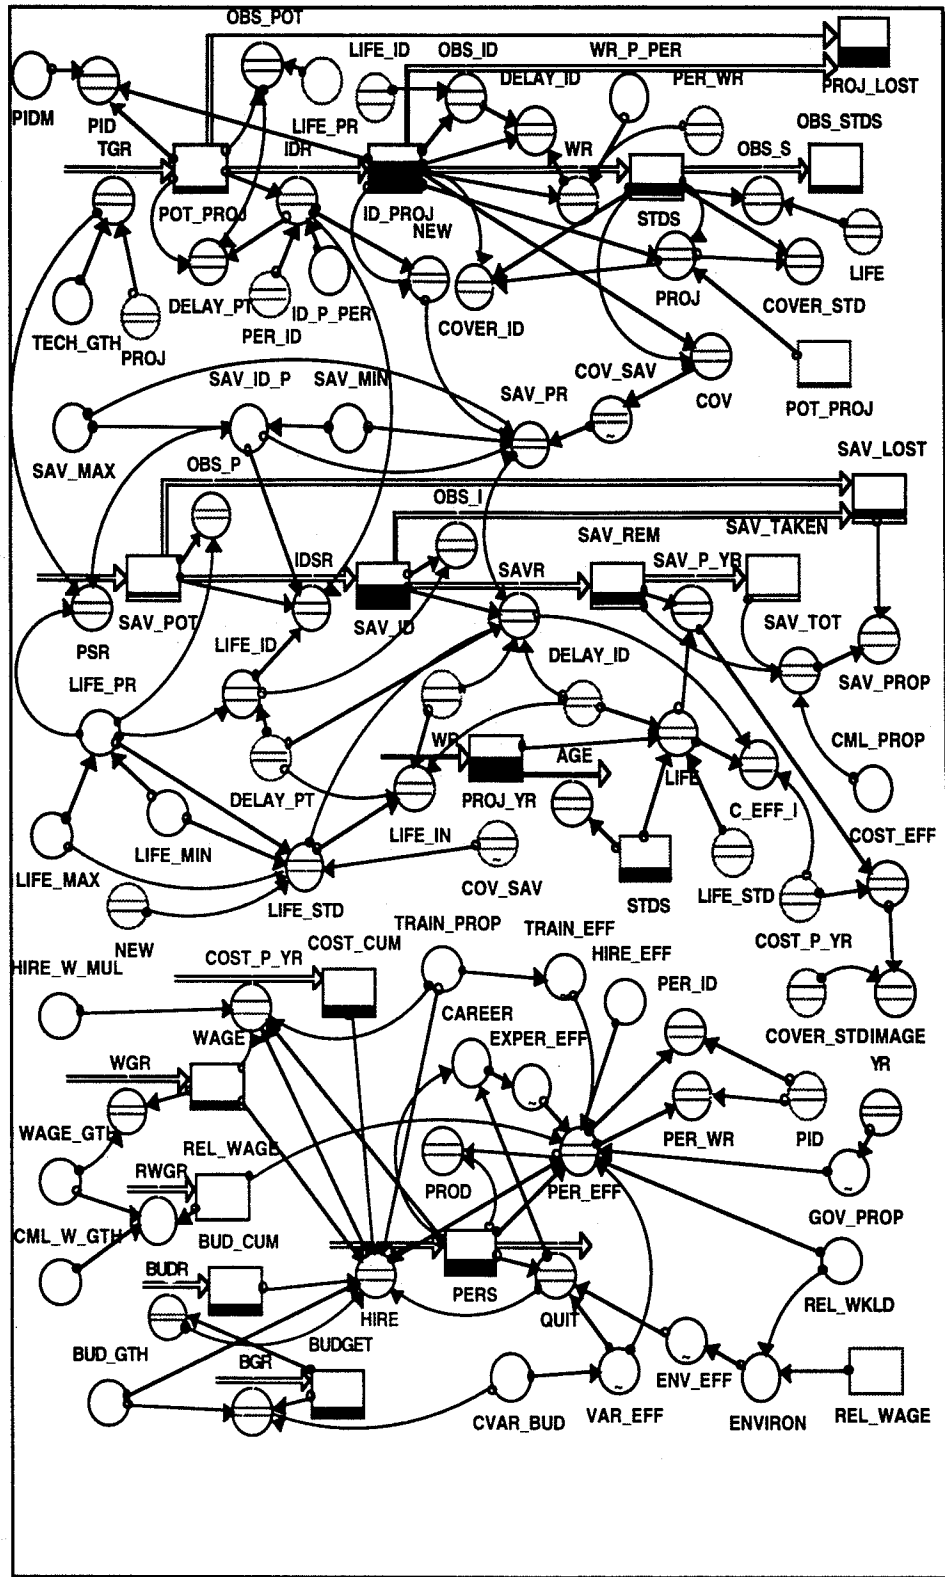 OBS_POT
LIFE_ID OBS_ID WR_P_PER
DELAY_ID PER_WR
PROJ_LOST
PIDM PID LIFE_PR OBS_STDS
TGR IDR WR OBS_S
POT_PROJ ID_PROJ STDS
NEW
DELAY_PT ID_P_PER COVER_ID PROJ COVER_STD LIFE
TECH_GTH PROJ PER_ID
SAV_ID_P SAV_MIN SAV_PR COV_SAV COV POT_PROJ
SAV_MAX OBS_P SAV_LOST
OBS_I SAV_REM SAV_TAKEN
IDSR SAVR SAV_P_YR
SAV_POT SAV_ID SAV_TOT
PSR LIFE_ID DELAY_ID SAV_PROP
LIFE_PR
WR AGE LIFE CML_PROP
DELAY_PT PROJ_YR C_EFF_I
LIFE_MAX LIFE_MIN LIFE_IN COST_EFF
LIFE_STD COV_SAV STDS LIFE_STD
NEW TRAIN_PROP TRAIN_EFF COST_P_YR
HIRE_W_MUL COST_P_YR COST_CUM HIRE_EFF
PER_ID
WAGE CAREER EXPER_EFF COVER_STD IMAGE
YR
WGR
WAGE_GTH REL_WAGE PROD PER_EFF PER_WR PID
RWGR
CML_W_GTH BUD_CUM GOV_PROP
BUDR HIRE PERS QUIT REL_WKLD
BUD_GTH BUDGET
BGR CVAR_BUD VAR_EFF ENV_EFF ENVIRON REL_WAGE